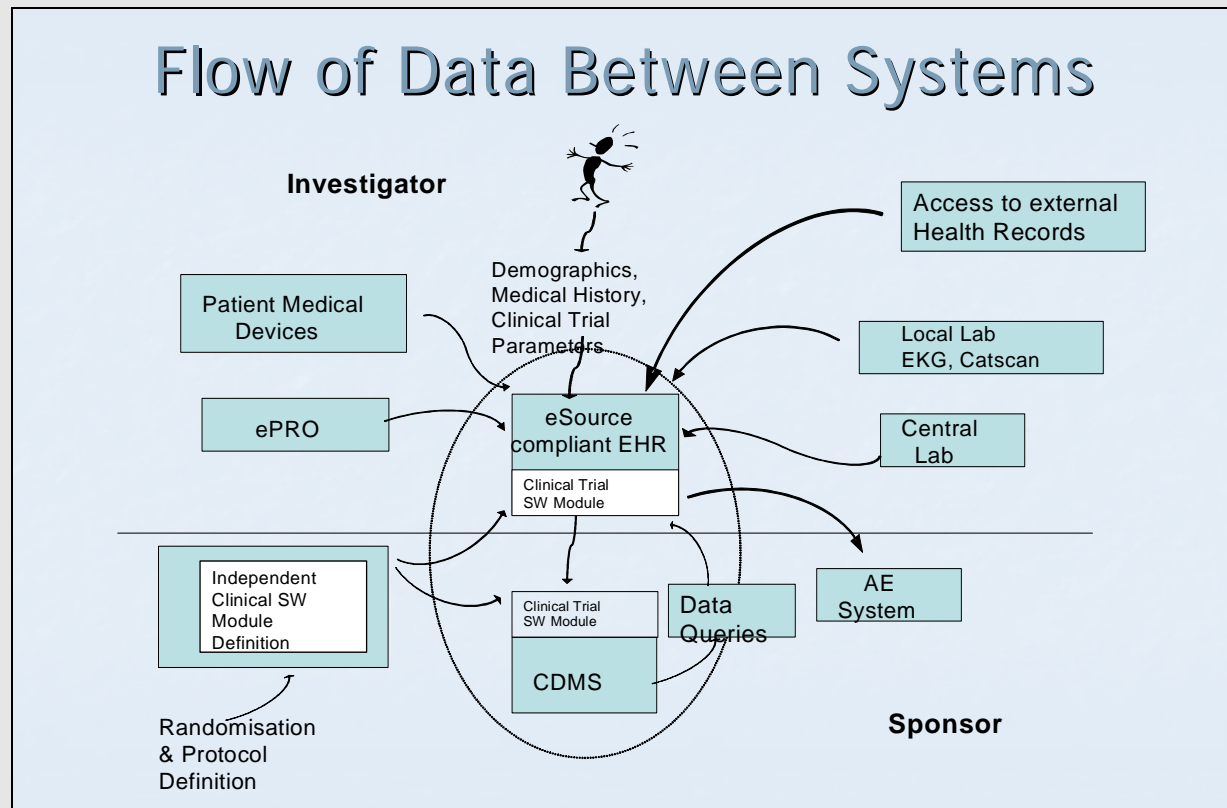 Flow of Data Between Systems
Investigator
Access to external
Health Records
Demographics,
Medical History,
Clinical Trial
Parameters
Patient Medical
Devices
Local Lab
EKG, Catscan
ePRO
eSource
compliant EHR
Central
Lab
Clinical Trial
SW Module
Independent
Clinical SW
Module
Definition
Clinical Trial
SW Module
Data
Queries
AE
System
CDMS
Randomisation
& Protocol
Definition
Sponsor